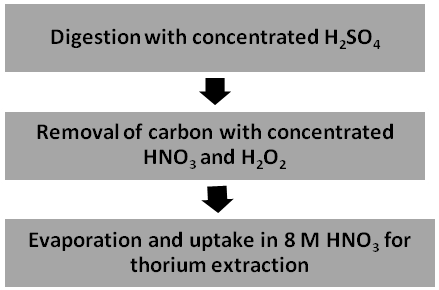 Digestion with concentrated H₂SO₄
Removal of carbon with concentrated
HNO₃ and H₂O₂
Evaporation and uptake in 8 M HNO₃ for
thorium extraction